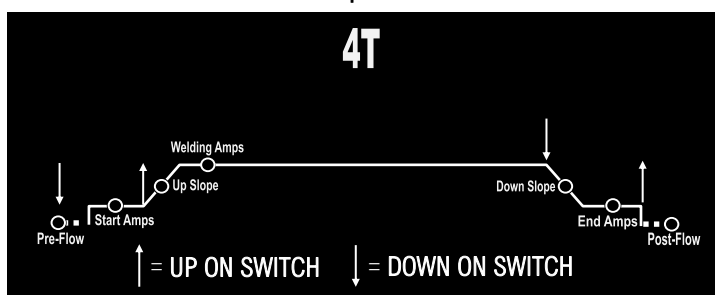 4T
Welding Amps
Up Slope
Down Slope
Start Amps
End Amps
Pre-Flow
Post-Flow
= UP ON SWITCH
= DOWN ON SWITCH